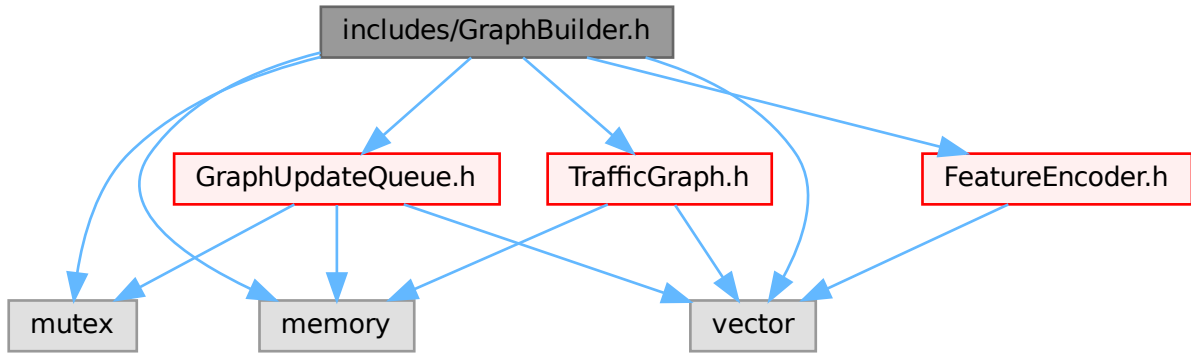 includes/GraphBuilder.h
GraphUpdateQueue.h
TrafficGraph.h
FeatureEncoder.h
mutex
memory
vector